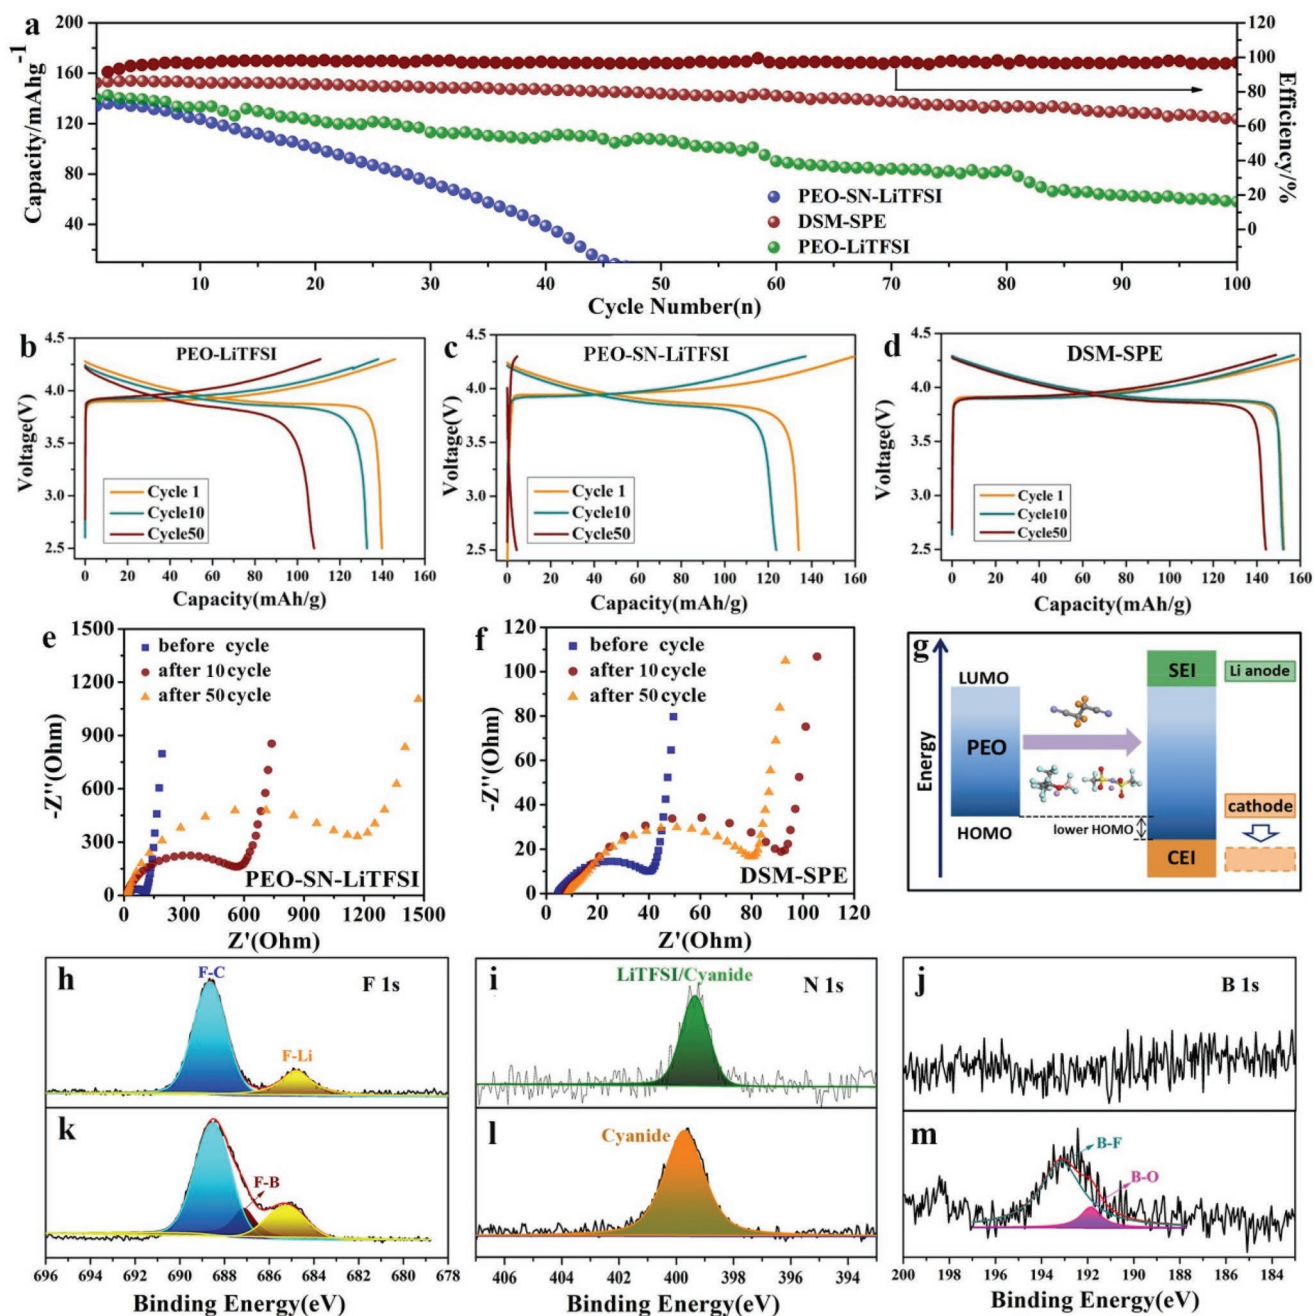 a
200
160
120
80
40
Capacity/mAhg-1
120
100
80
60
40
20
0
Efficiency/%
PEO-SN-LiTFSI
DSM-SPE
PEO-LiTFSI
10 20 30 40 50 60 70 80 90 100
Cycle Number(n)
b
PEO-LiTFSI
4.5
4.0
3.5
3.0
2.5
Voltage(V)
Cycle 1
Cycle10
Cycle50
0 20 40 60 80 100 120 140 160
Capacity(mAh/g)
c
PEO-SN-LiTFSI
4.5
4.0
3.5
3.0
2.5
Voltage(V)
Cycle 1
Cycle10
Cycle50
0 20 40 60 80 100 120 140 160
Capacity(mAh/g)
d
DSM-SPE
4.5
4.0
3.5
3.0
2.5
Voltage(V)
Cycle 1
Cycle10
Cycle50
0 20 40 60 80 100 120 140 160
Capacity(mAh/g)
e
1500
1200
900
600
300
0
-Z''(Ohm)
before cycle
after 10 cycle
after 50 cycle
PEO-SN-LiTFSI
0 300 600 900 1200 1500
Z'(Ohm)
f
120
100
80
60
40
20
0
-Z''(Ohm)
before cycle
after 10 cycle
after 50 cycle
DSM-SPE
0 20 40 60 80 100 120
Z'(Ohm)
g
Energy
LUMO
PEO
HOMO
lower HOMO
SEI
Li anode
cathode
CEI
h
F-C
F 1s
F-Li
i
LiTFSI/Cyanide
N 1s
j
B 1s
k
F-B
696 694 692 690 688 686 684 682 680 678
Binding Energy(eV)
l
Cyanide
406 404 402 400 398 396 394
Binding Energy(eV)
m
B-F
B-O
200 198 196 194 192 190 188 186 184
Binding Energy(eV)